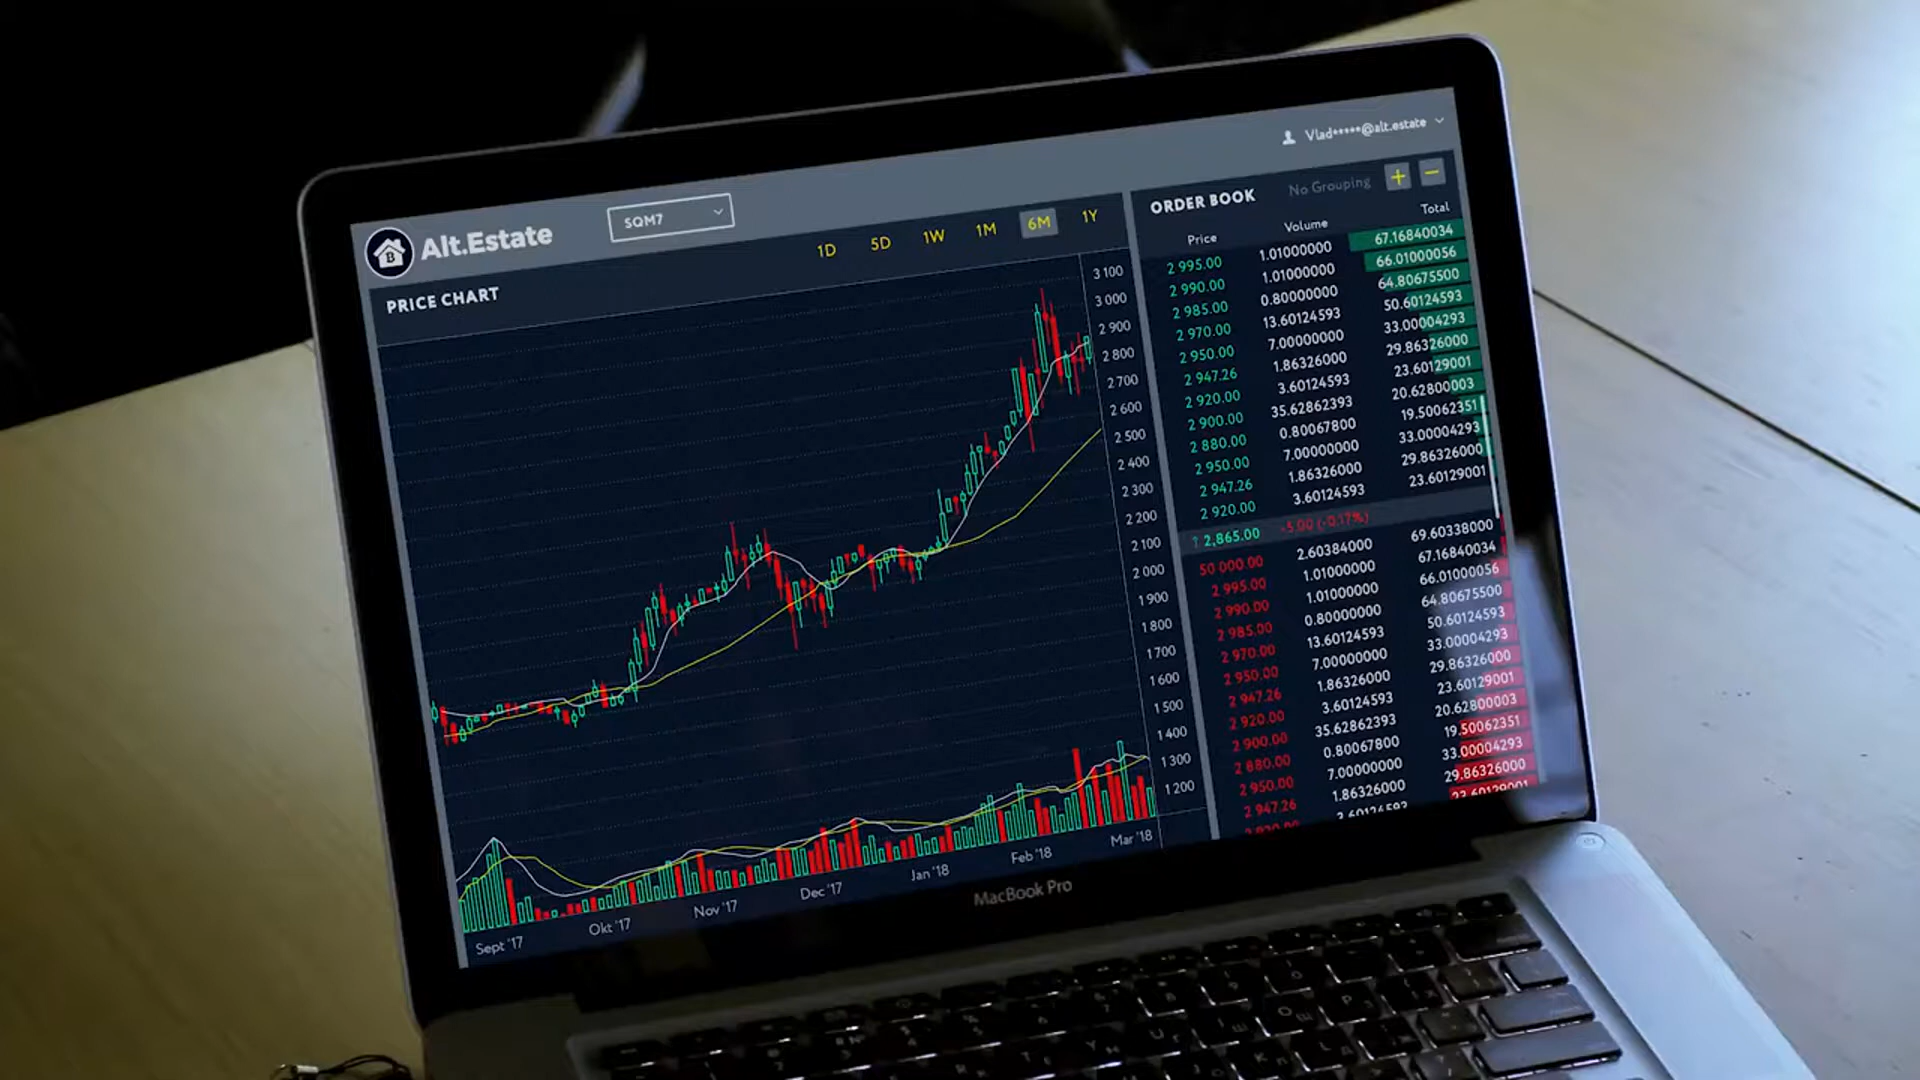 Vlad*****@alt.estate
Alt.Estate
SQM7
1D 5D 1W 1M 6M 1Y
PRICE CHART
3 100
3 000
2 900
2 800
2 700
2 600
2 500
2 400
2 300
2 200
2 100
2 000
1 900
1 800
1 700
1 600
1 500
1 400
1 300
1 200
Sept '17 Okt '17 Nov '17 Dec '17 Jan '18 Feb '18 Mar '18
ORDER BOOK No Grouping + −
Price Volume Total
2 995.00 1.01000000 67.16840034
2 990.00 1.01000000 66.01000056
2 985.00 0.80000000 64.80675500
2 970.00 13.60124593 50.60124593
2 950.00 7.00000000 33.00004293
2 947.26 1.86326000 29.86326000
2 920.00 3.60124593 23.60129001
2 900.00 35.62862393 20.62800003
2 880.00 0.80067800 19.50062351
2 950.00 7.00000000 33.00004293
2 947.26 1.86326000 29.86326000
2 920.00 3.60124593 23.60129001
↑ 2,865.00 -5.00 (-0.17%)
50 000.00 2.60384000 69.60338000
2 995.00 1.01000000 67.16840034
2 990.00 1.01000000 66.01000056
2 985.00 0.80000000 64.80675500
2 970.00 13.60124593 50.60124593
2 950.00 7.00000000 33.00004293
2 947.26 1.86326000 29.86326000
2 920.00 3.60124593 23.60129001
2 900.00 35.62862393 20.62800003
2 880.00 0.80067800 19.50062351
2 950.00 7.00000000 33.00004293
2 947.26 1.86326000 29.86326000
2 920.00 3.60124593 23.60129001
MacBook Pro